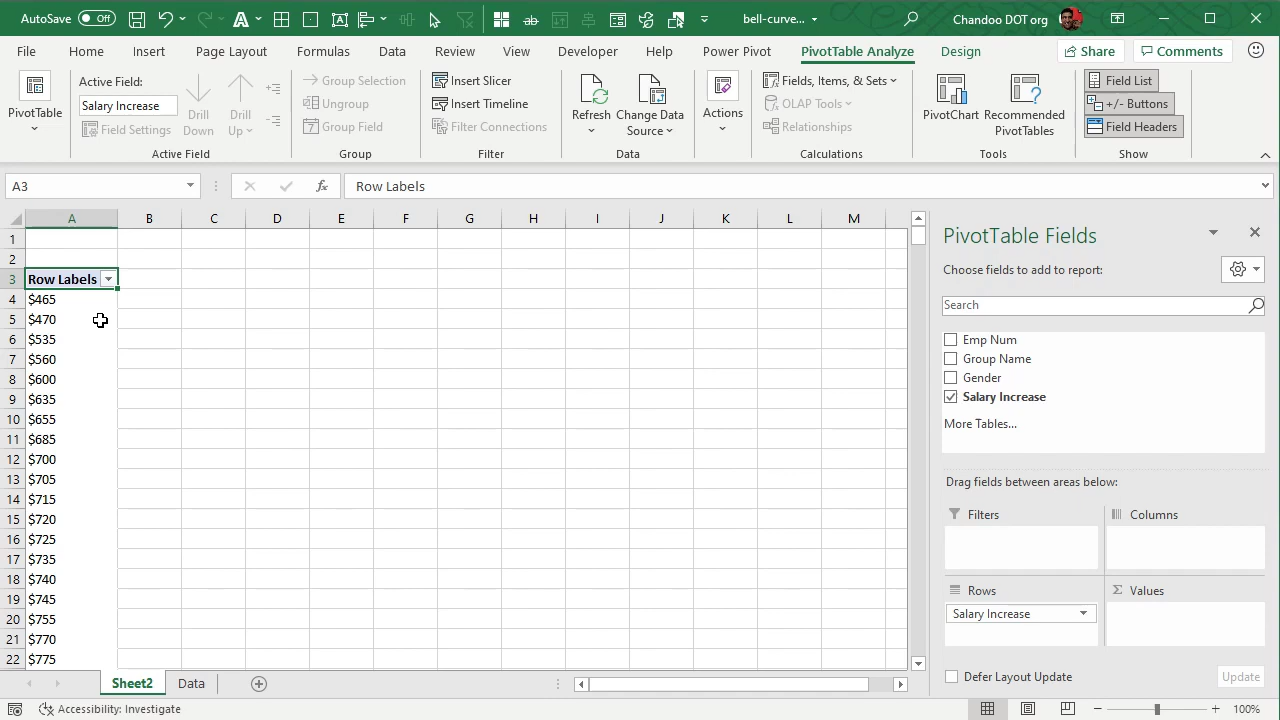 AutoSave Off bell-curve... Chandoo DOT org
File Home Insert Page Layout Formulas Data Review View Developer Help Power Pivot PivotTable Analyze Design Share Comments
PivotTable
Active Field:
Salary Increase
Field Settings
Drill Down
Drill Up
Active Field
Group Selection
Ungroup
Group Field
Group
Insert Slicer
Insert Timeline
Filter Connections
Filter
Refresh
Change Data Source
Data
Actions
Fields, Items, & Sets
OLAP Tools
Relationships
Calculations
PivotChart
Recommended PivotTables
Tools
Field List
+/- Buttons
Field Headers
Show
A3 fx Row Labels
A B C D E F G H I J K L M
1
2
3 Row Labels
4 $465
5 $470
6 $535
7 $560
8 $600
9 $635
10 $655
11 $685
12 $700
13 $705
14 $715
15 $720
16 $725
17 $735
18 $740
19 $745
20 $755
21 $770
22 $775
PivotTable Fields
Choose fields to add to report:
Search
Emp Num
Group Name
Gender
Salary Increase
More Tables...
Drag fields between areas below:
Filters
Columns
Rows
Salary Increase
Σ Values
Defer Layout Update Update
Sheet2 Data
Accessibility: Investigate 100%